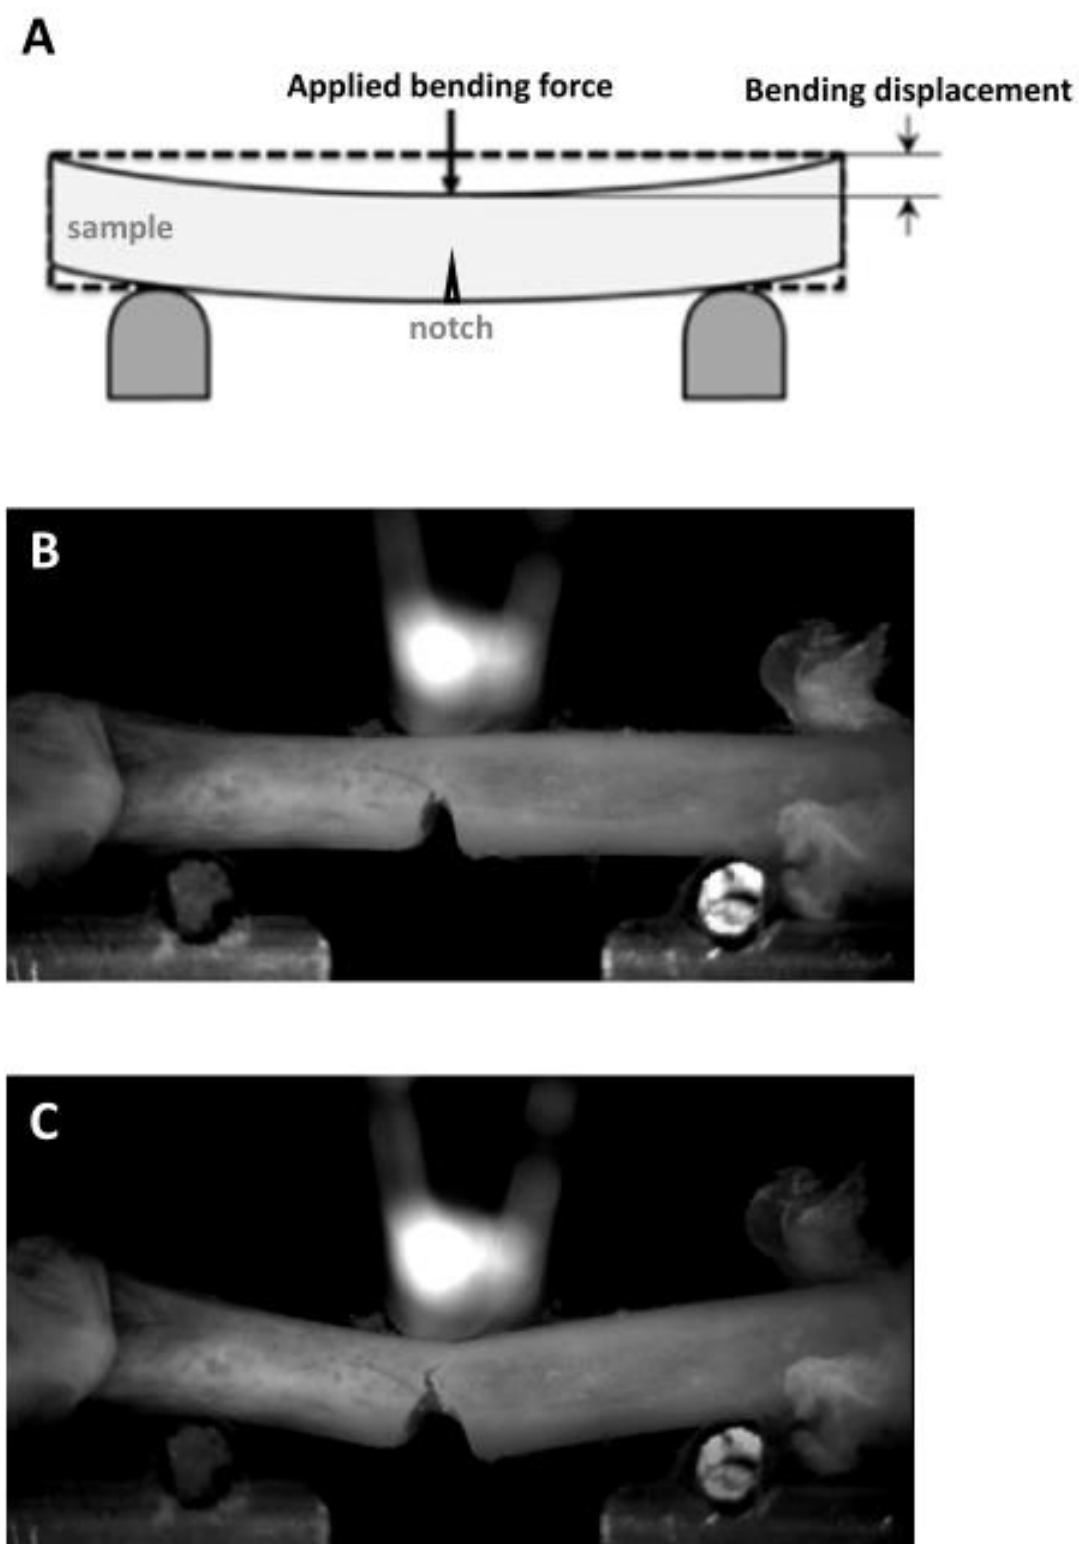 A
Applied bending force
Bending displacement
sample
notch
B
C